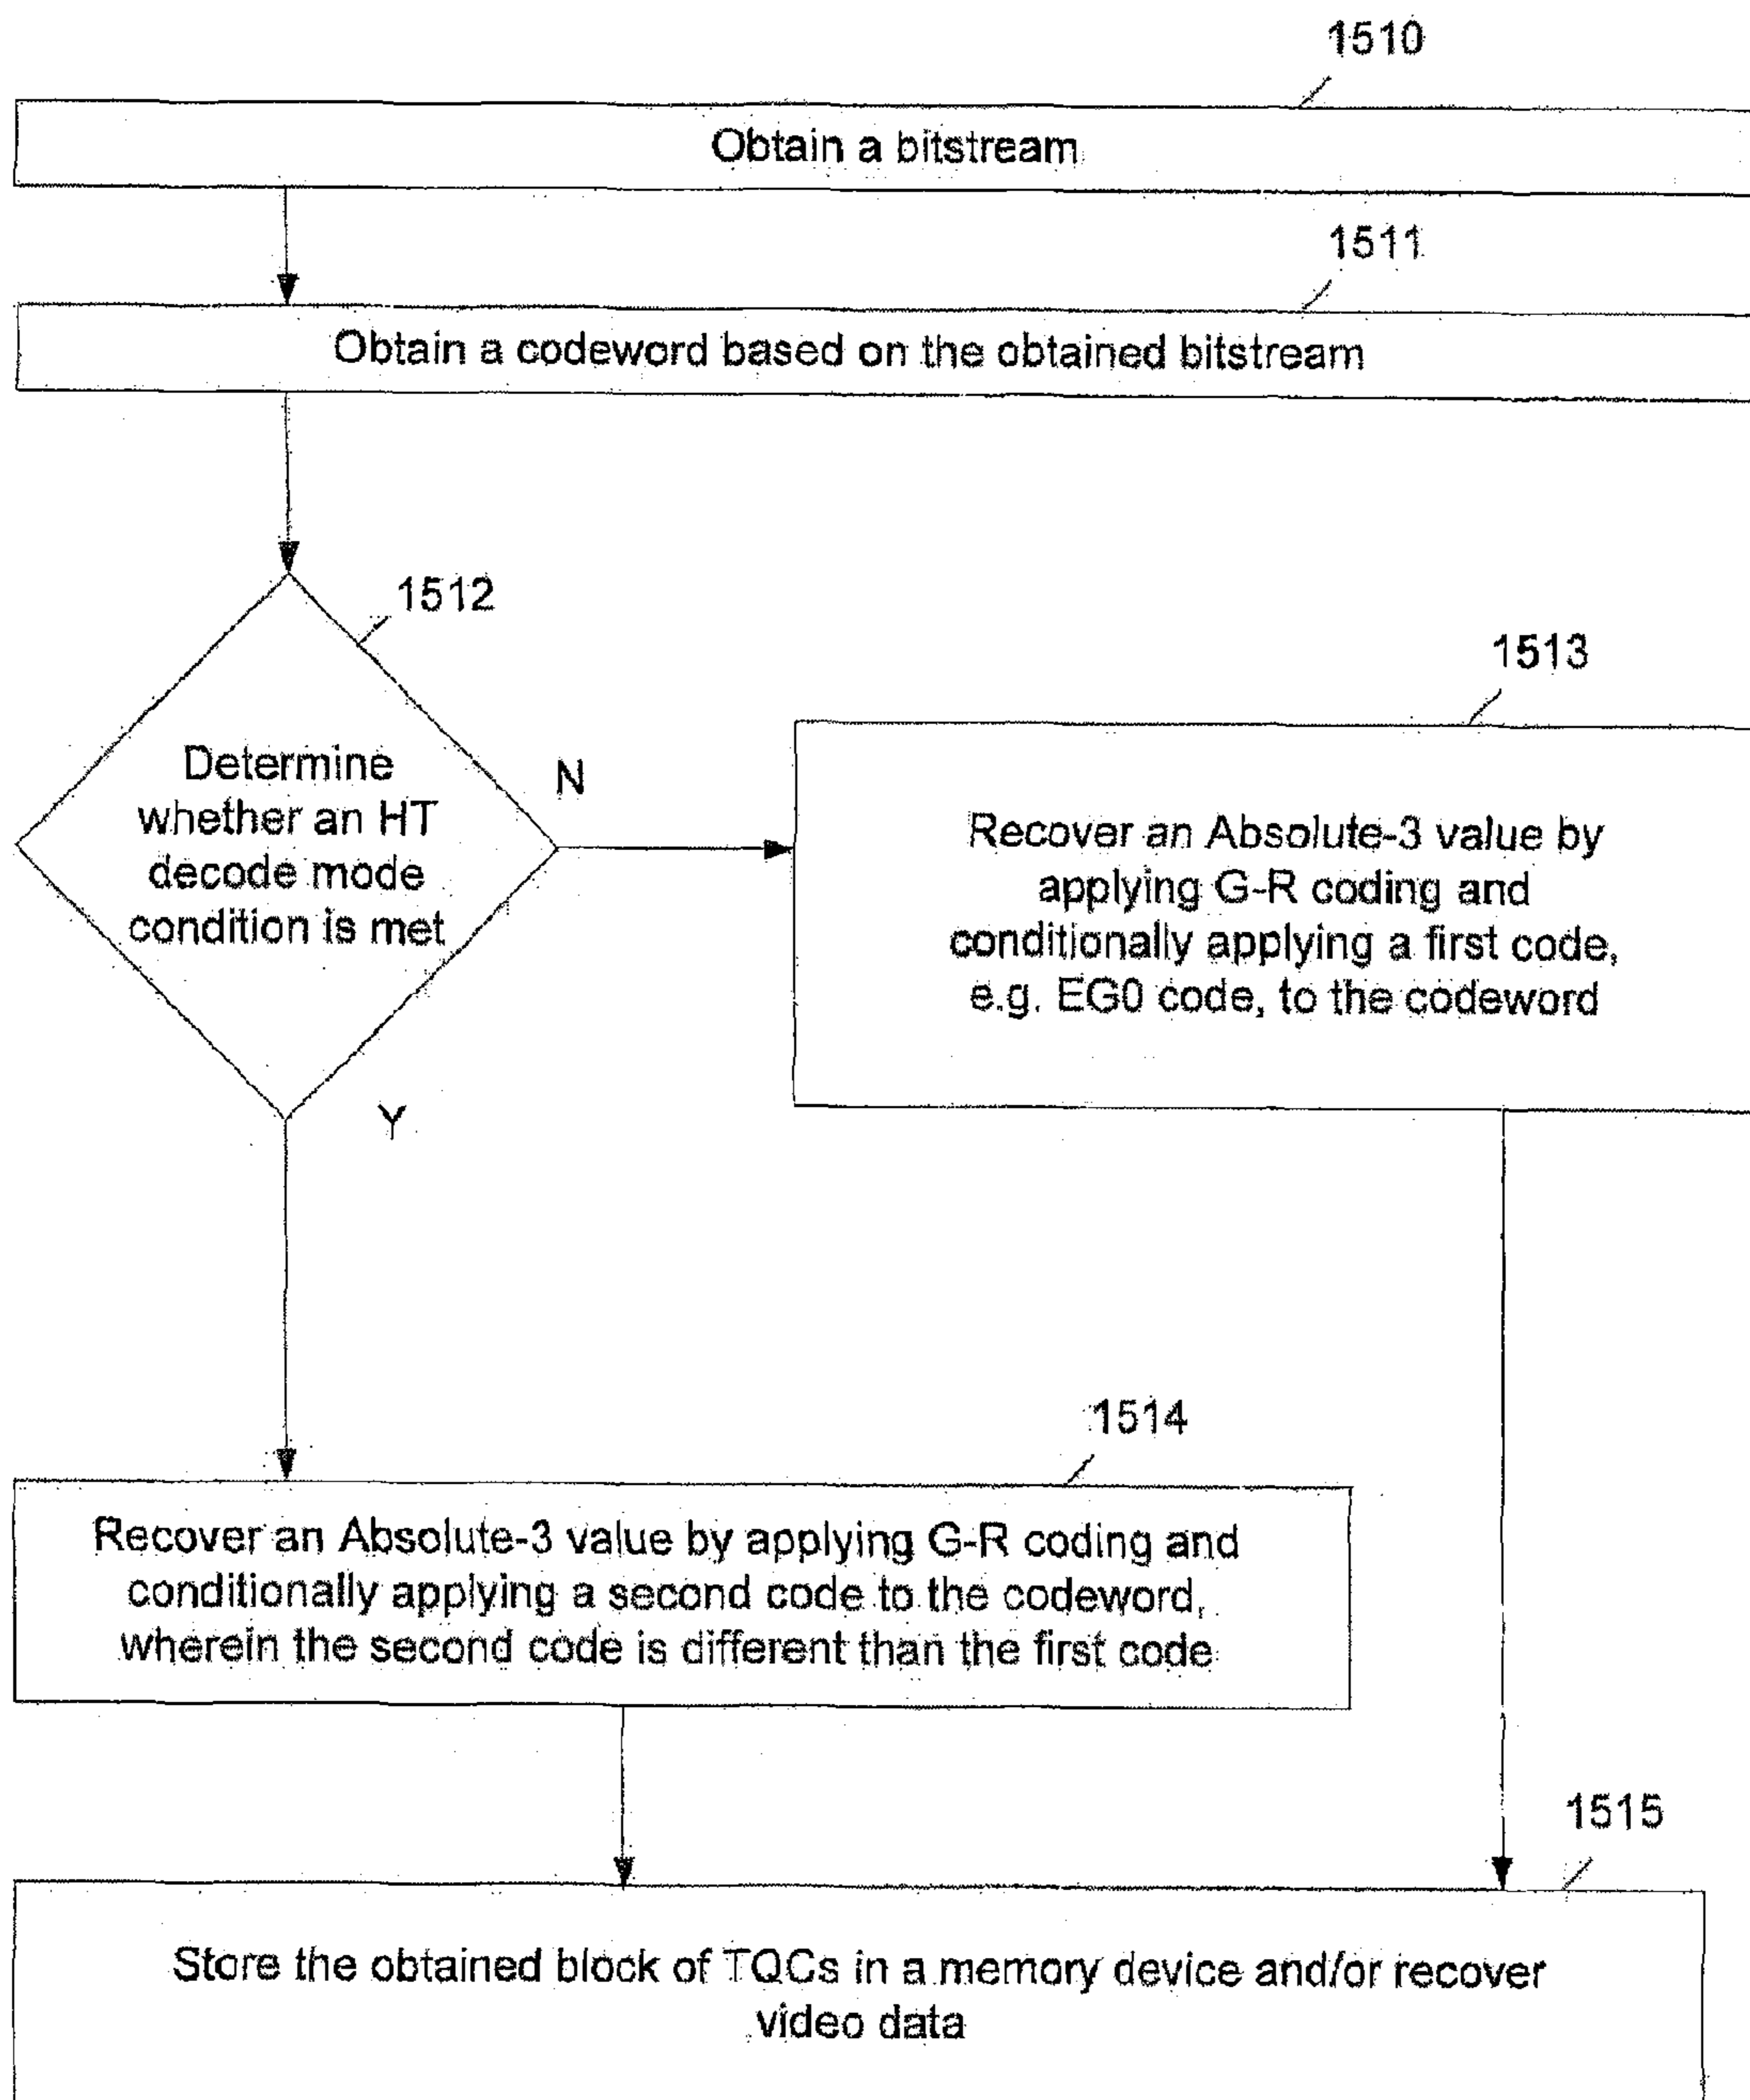 1510
Obtain a bitstream
1511
Obtain a codeword based on the obtained bitstream
1512
Determine
whether an HT
decode mode
condition is met
N
Y
1513
Recover an Absolute-3 value by
applying G-R coding and
conditionally applying a first code,
e.g. EG0 code, to the codeword
1514
Recover an Absolute-3 value by applying G-R coding and
conditionally applying a second code to the codeword,
wherein the second code is different than the first code
1515
Store the obtained block of TQCs in a memory device and/or recover
video data